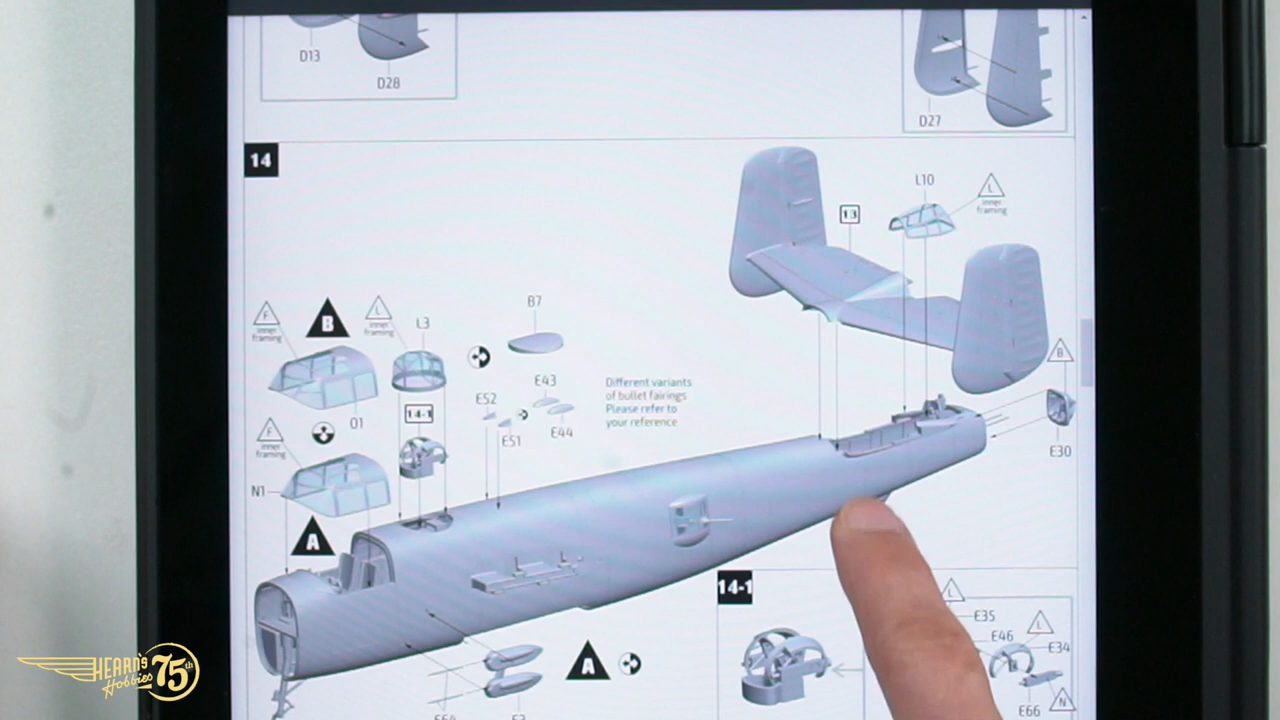 D13
D28
D27
14
L10
L
inner
framing
13
B7
F
inner
framing
B
L
inner
framing
L3
E43
E52
E51
E44
Different variants
of bullet fairings
Please refer to
your reference
14-1
O1
F
inner
framing
N1
B
E30
A
14-1
L
E35
E46
L
E34
A
E66
N
HEARN'S
Hobbies
75th